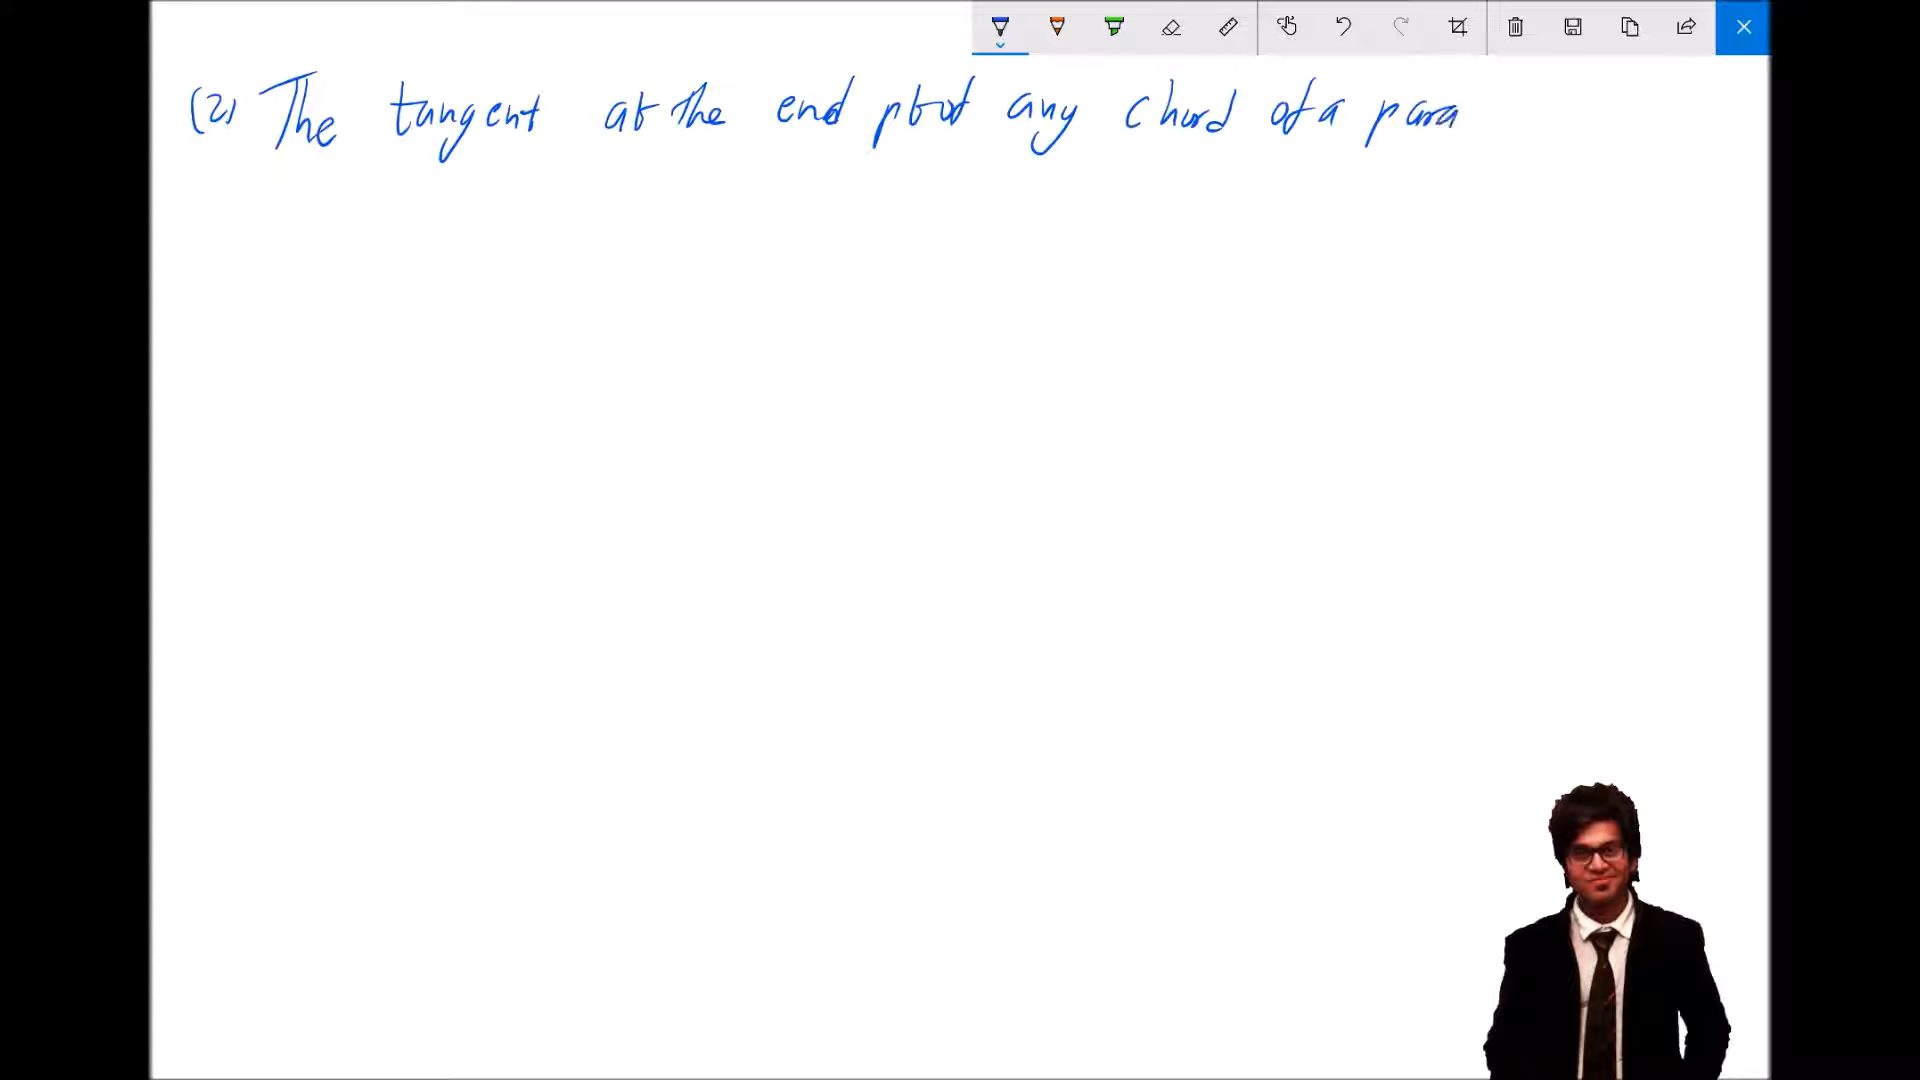 (2) The tangent at the end pt of any chord of a para